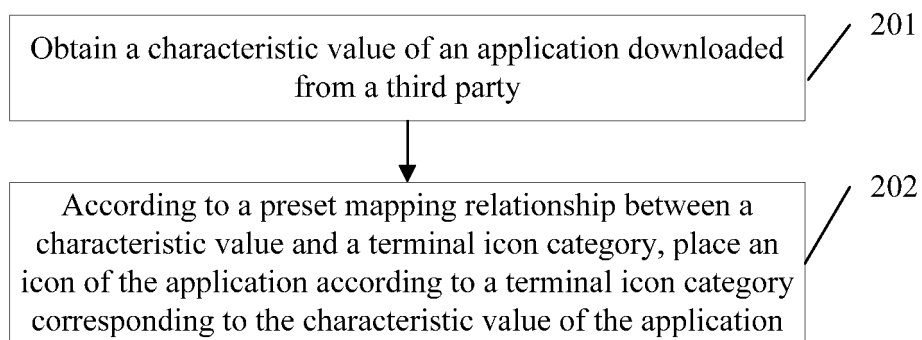 201
Obtain a characteristic value of an application downloaded
from a third party
202
According to a preset mapping relationship between a
characteristic value and a terminal icon category, place an
icon of the application according to a terminal icon category
corresponding to the characteristic value of the application